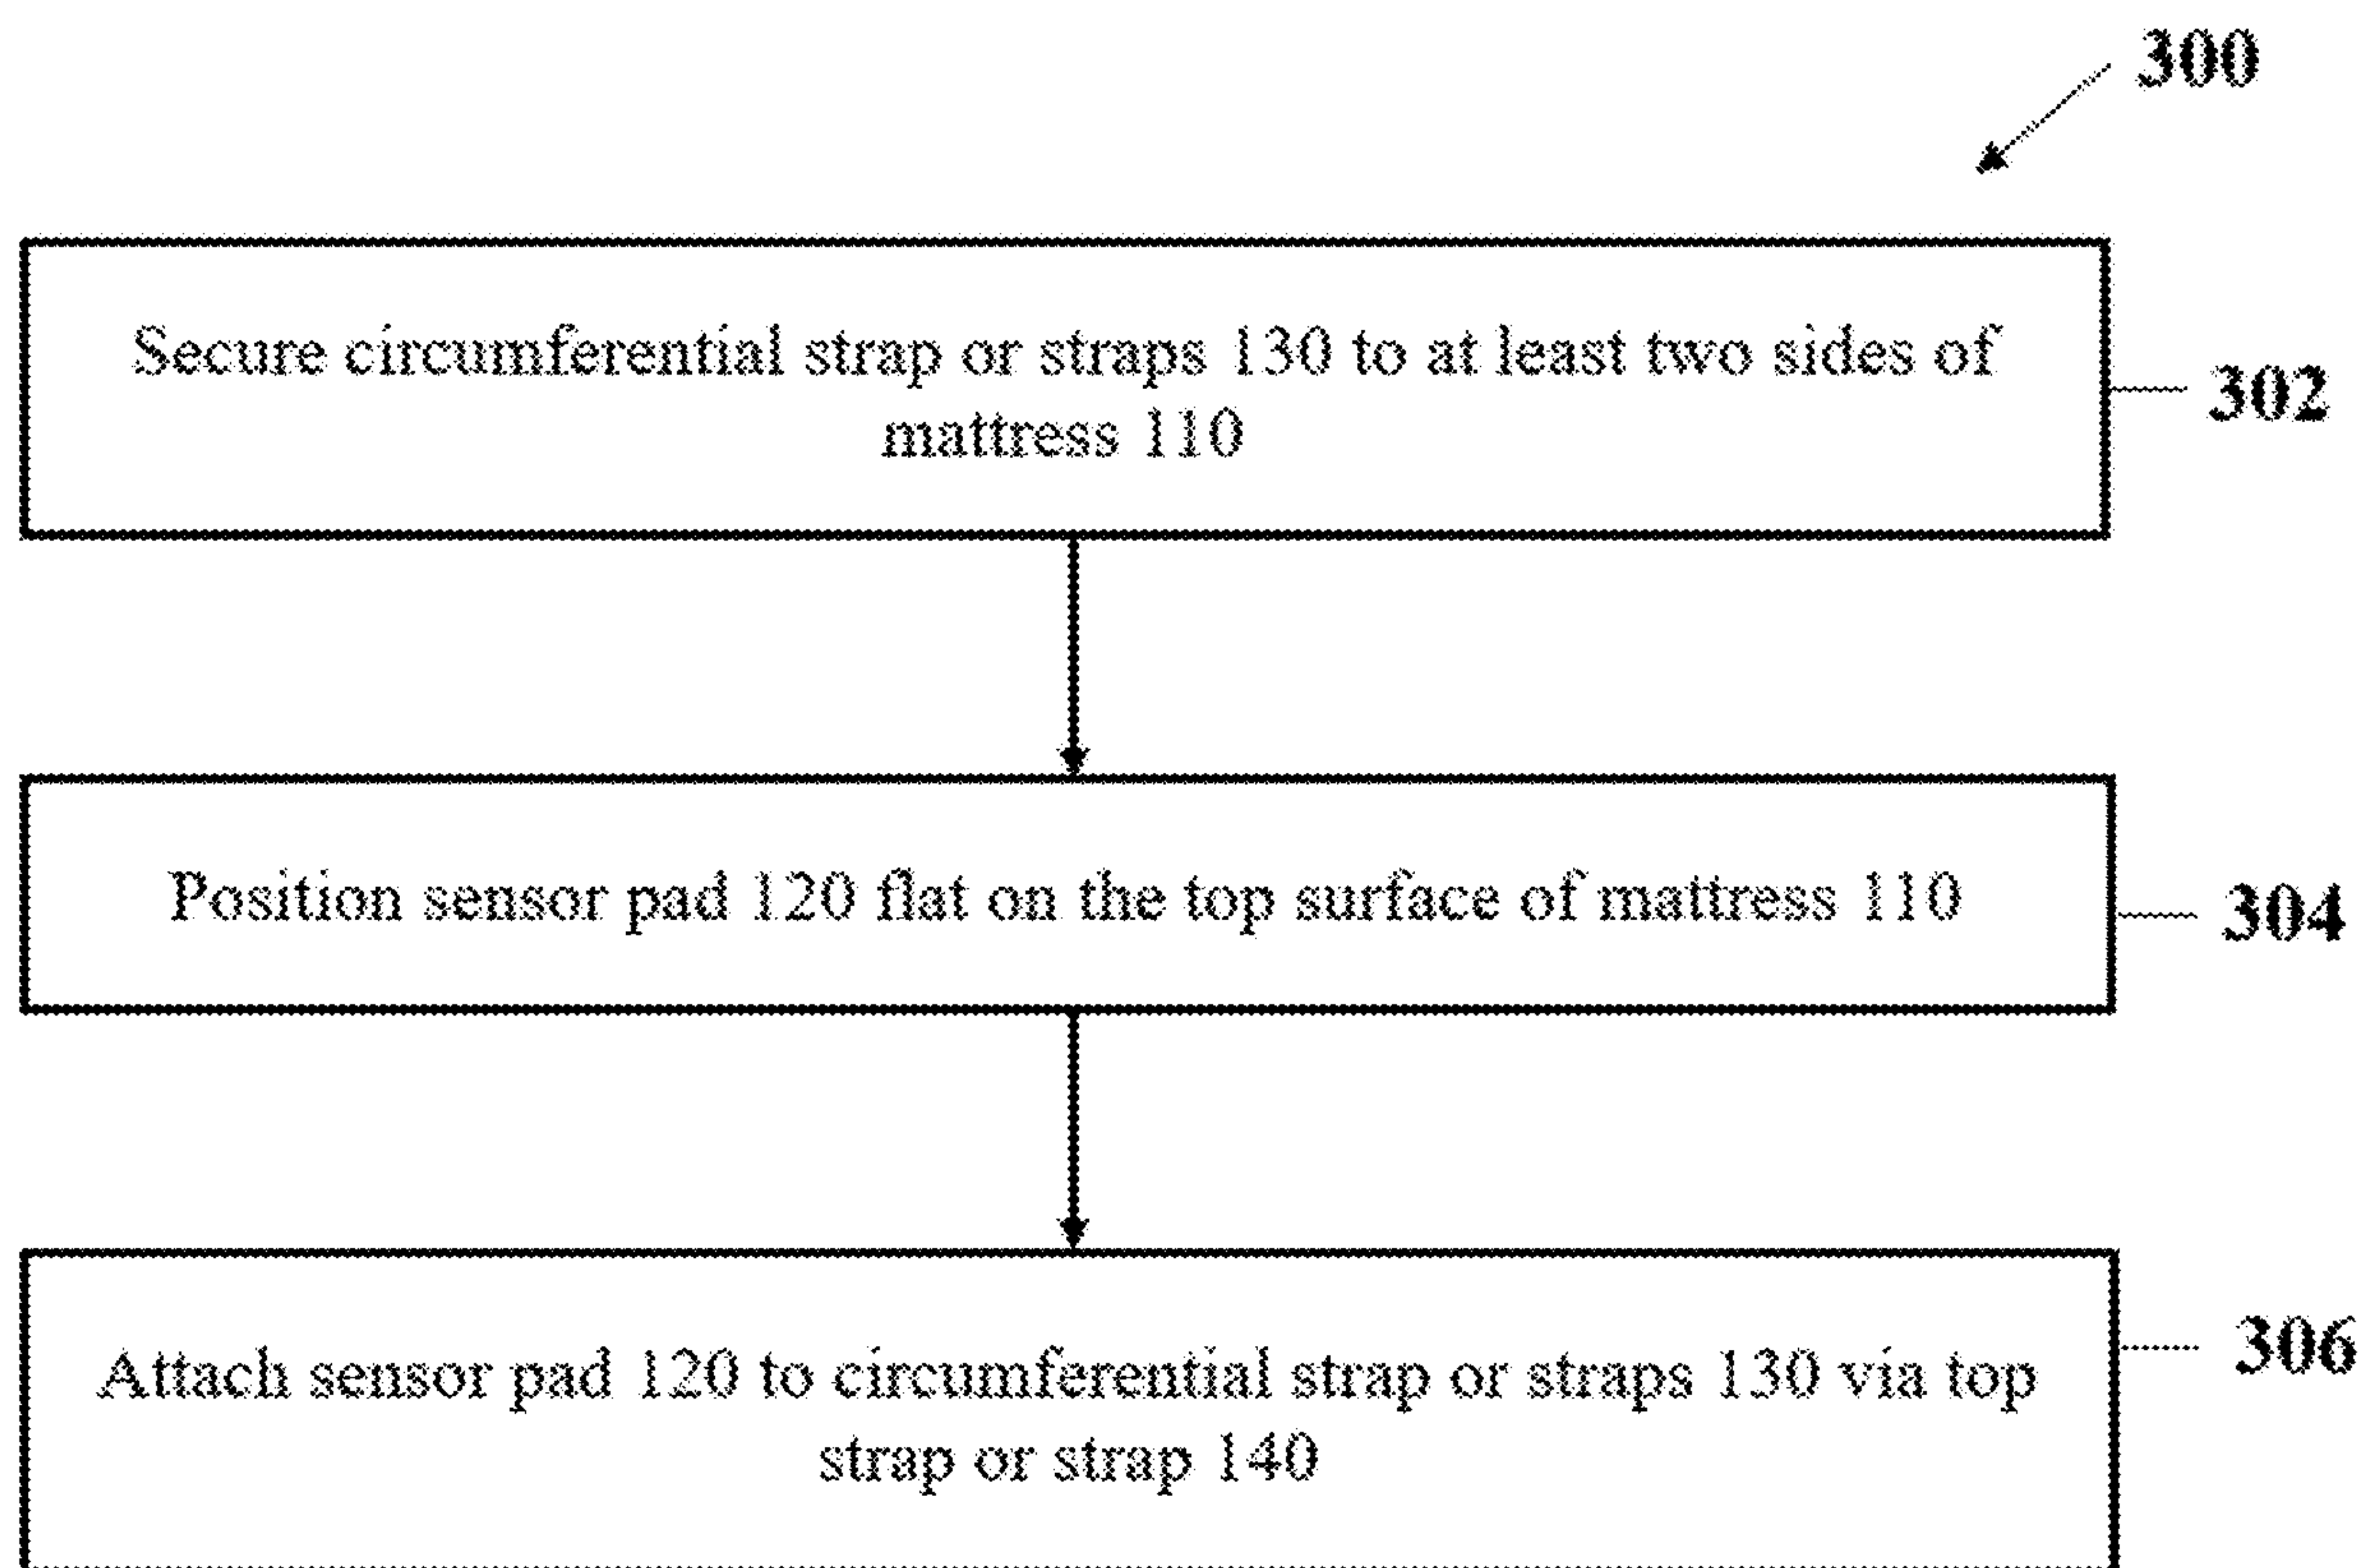 300
Secure circumferential strap or straps 130 to at least two sides of
mattress 110
302
Position sensor pad 120 flat on the top surface of mattress 110
304
Attach sensor pad 120 to circumferential strap or straps 130 via top
strap or strap 140
306